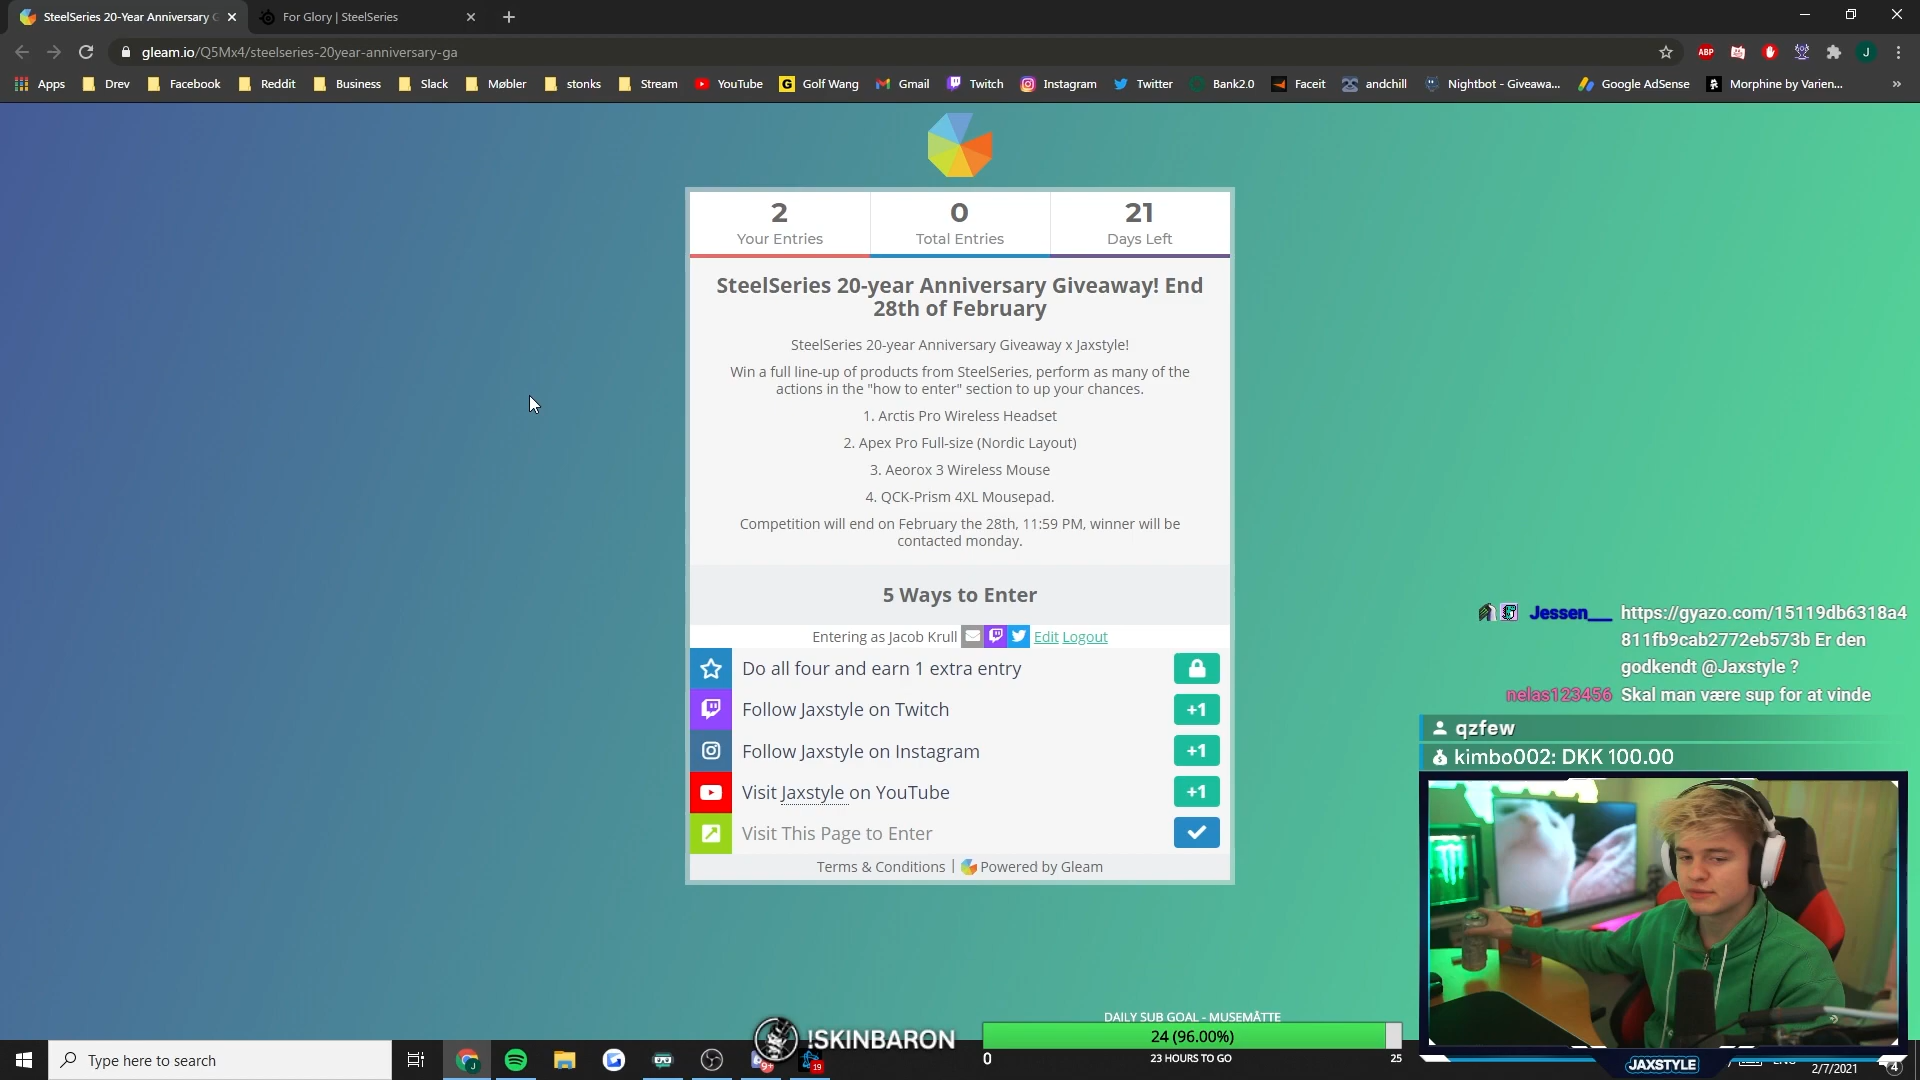 SteelSeries 20-Year Anniversary G
For Glory | SteelSeries
gleam.io/Q5Mx4/steelseries-20year-anniversary-ga
ABP
J
Apps
Drev
Facebook
Reddit
Business
Slack
Møbler
stonks
Stream
YouTube
Golf Wang
Gmail
Twitch
Instagram
Twitter
Bank2.0
Faceit
andchill
Nightbot - Giveawa...
Google AdSense
Morphine by Varien...
2
Your Entries
0
Total Entries
21
Days Left
SteelSeries 20-year Anniversary Giveaway! End
28th of February
SteelSeries 20-year Anniversary Giveaway x Jaxstyle!
Win a full line-up of products from SteelSeries, perform as many of the
actions in the "how to enter" section to up your chances.
1. Arctis Pro Wireless Headset
2. Apex Pro Full-size (Nordic Layout)
3. Aeorox 3 Wireless Mouse
4. QCK-Prism 4XL Mousepad.
Competition will end on February the 28th, 11:59 PM, winner will be
contacted monday.
5 Ways to Enter
Entering as Jacob Krull Edit Logout
Do all four and earn 1 extra entry
Follow Jaxstyle on Twitch +1
Follow Jaxstyle on Instagram +1
Visit Jaxstyle on YouTube +1
Visit This Page to Enter
Terms & Conditions | Powered by Gleam
Jessen__ https://gyazo.com/15119db6318a4
811fb9cab2772eb573b Er den
godkendt @Jaxstyle ?
nelas123456 Skal man være sup for at vinde
qzfew
kimbo002: DKK 100.00
DAILY SUB GOAL - MUSEMÅTTE
24 (96.00%)
0 23 HOURS TO GO 25
!SKINBARON
JAXSTYLE
Type here to search
J
9+
19
ENG
2/7/2021
4